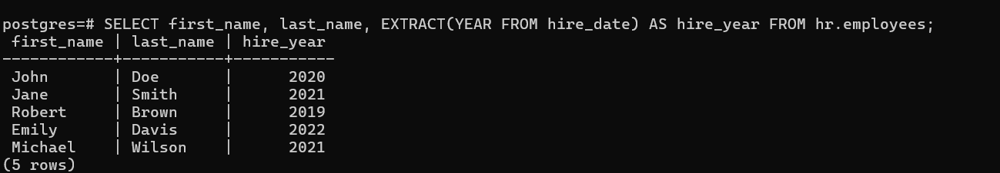 postgres=# SELECT first_name, last_name, EXTRACT(YEAR FROM hire_date) AS hire_year FROM hr.employees;
 first_name | last_name | hire_year
------------+-----------+-----------
 John       | Doe       |      2020
 Jane       | Smith     |      2021
 Robert     | Brown     |      2019
 Emily      | Davis     |      2022
 Michael    | Wilson    |      2021
(5 rows)